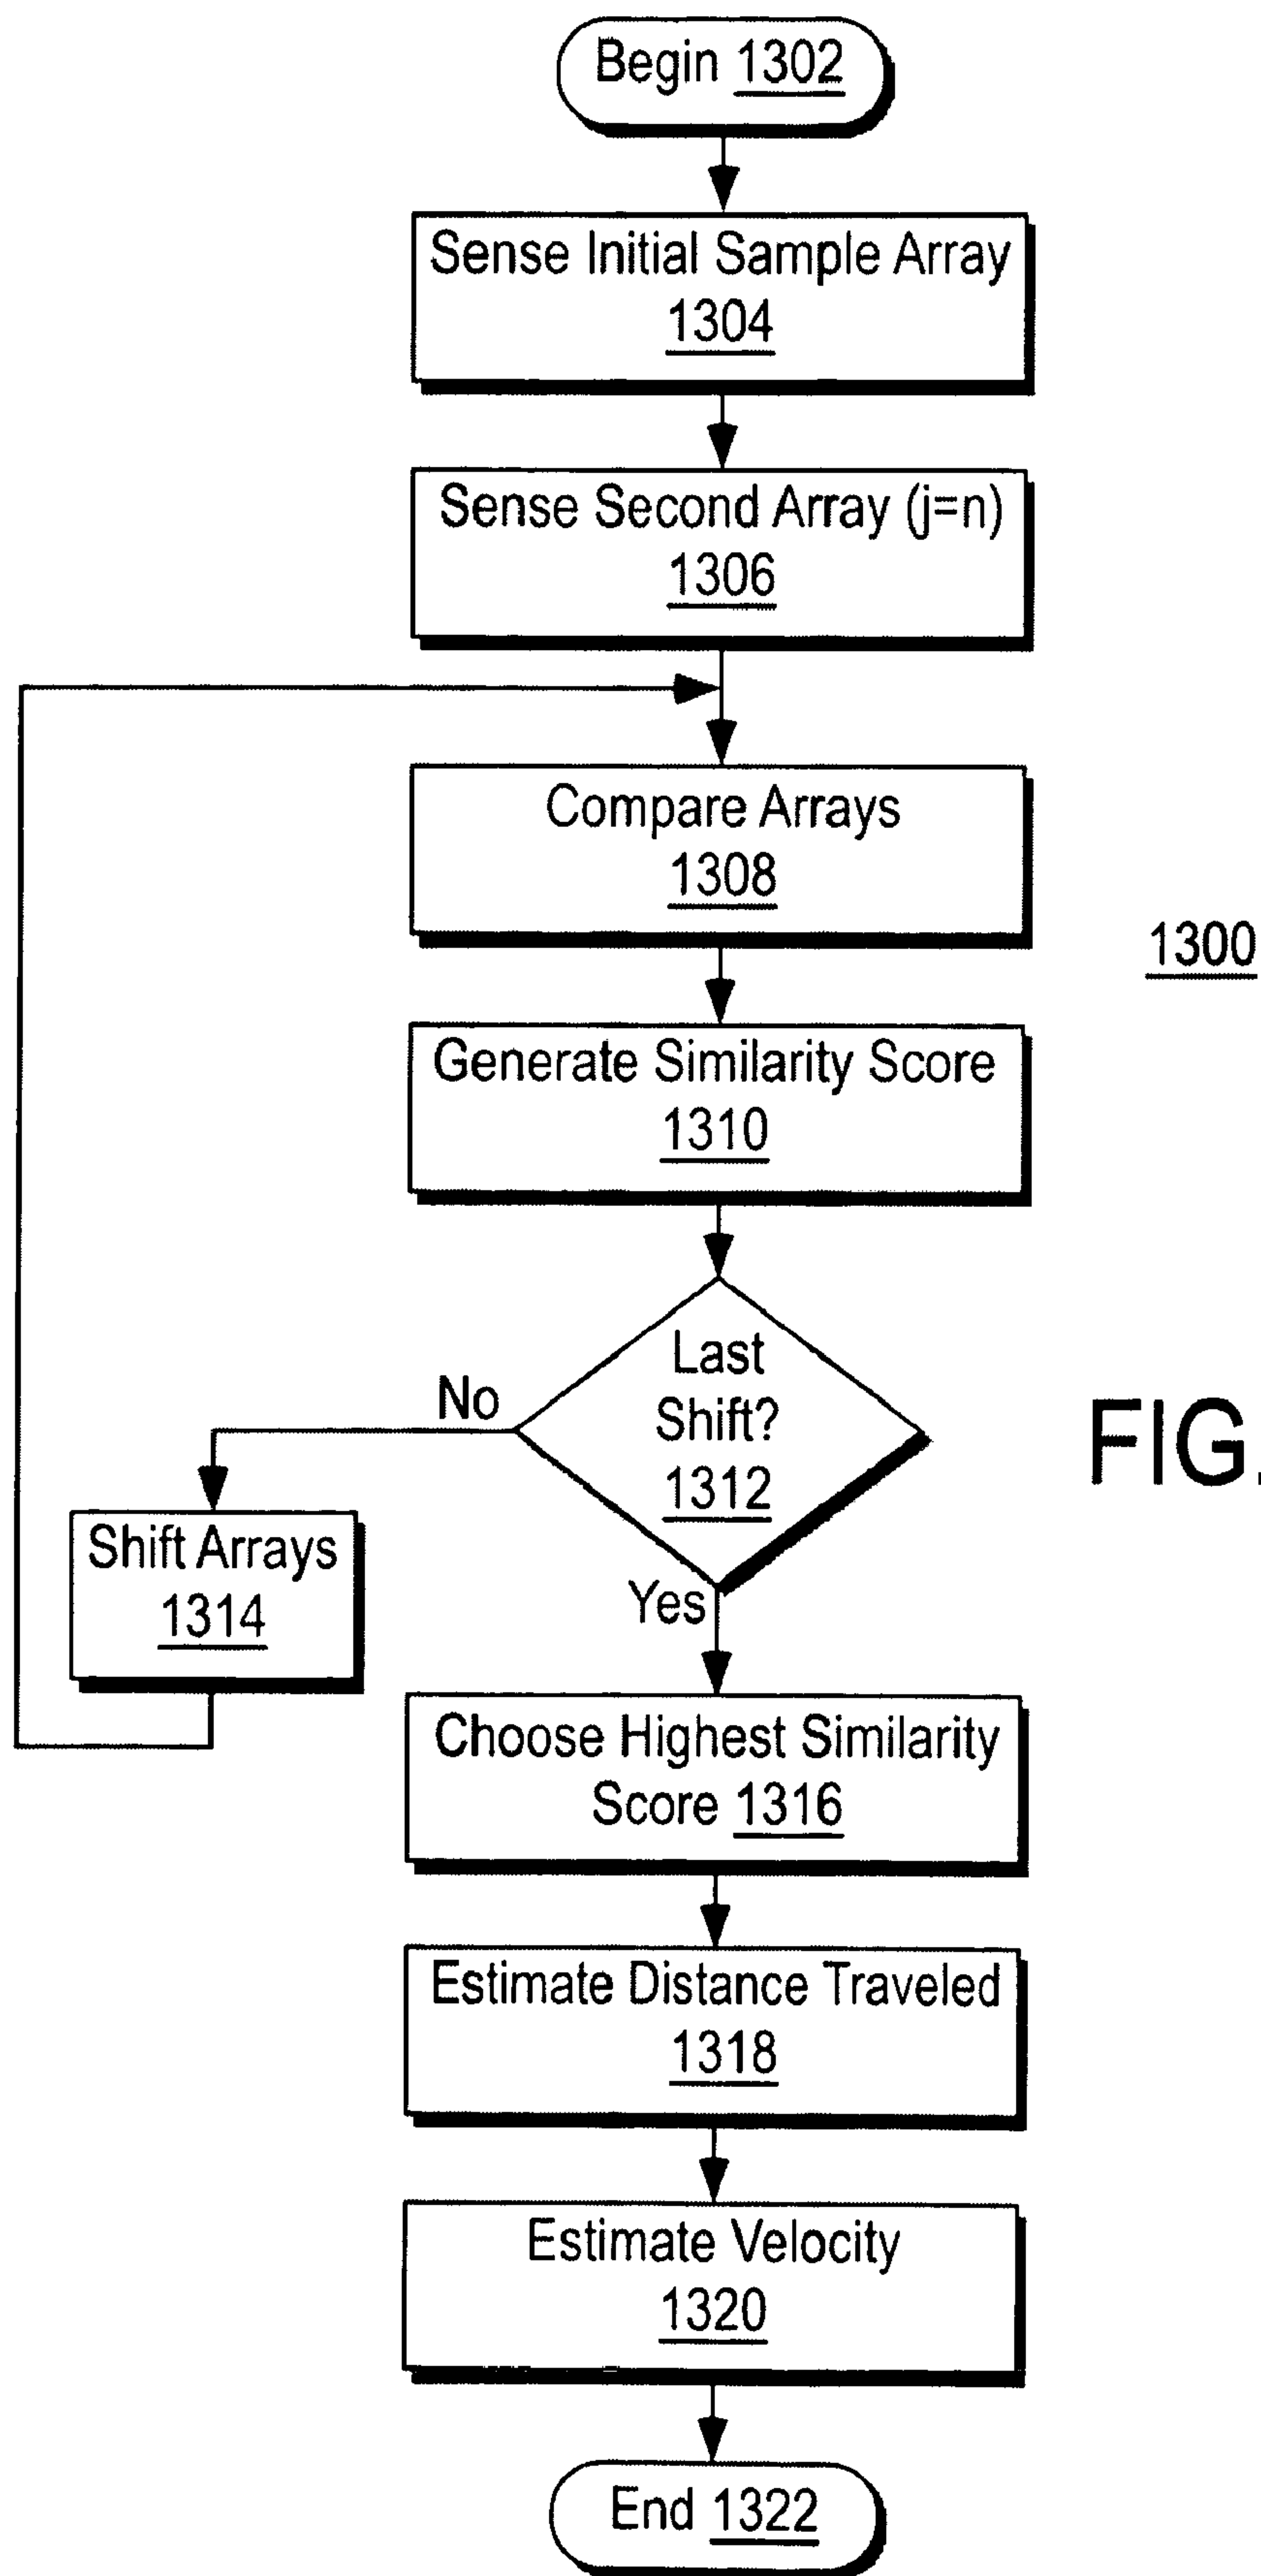 Begin 1302
Sense Initial Sample Array
1304
Sense Second Array (j=n)
1306
Compare Arrays
1308
1300
Generate Similarity Score
1310
Last
Shift?
1312
No
FIG.
Shift Arrays
1314
Yes
Choose Highest Similarity
Score 1316
Estimate Distance Traveled
1318
Estimate Velocity
1320
End 1322